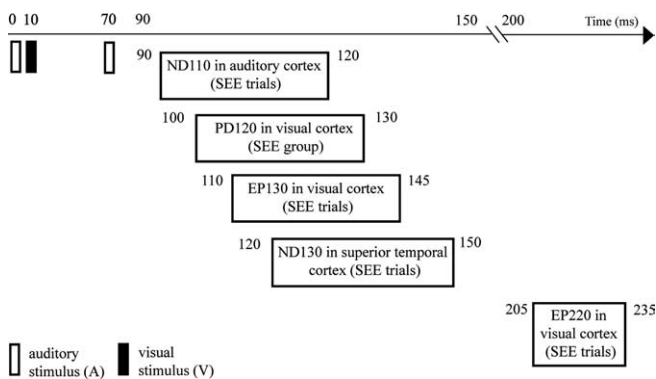 0 10 70 90 150 200 Time (ms)
90 ND110 in auditory cortex 120
(SEE trials)
100 PD120 in visual cortex 130
(SEE group)
110 EP130 in visual cortex 145
(SEE trials)
120 ND130 in superior temporal 150
cortex (SEE trials)
205 EP220 in 235
visual cortex
(SEE trials)
auditory
stimulus (A)
visual
stimulus (V)